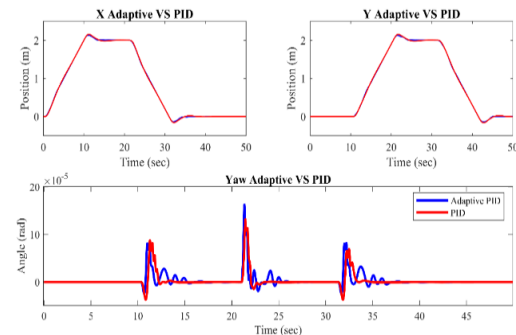 X Adaptive VS PID
Position (m)
2
1
0
0 10 20 30 40 50
Time (sec)
Y Adaptive VS PID
Position (m)
2
1
0
0 10 20 30 40 50
Time (sec)
Yaw Adaptive VS PID
×10⁻⁵
Angle (rad)
20
10
0
Adaptive PID
PID
0 5 10 15 20 25 30 35 40 45
Time (sec)